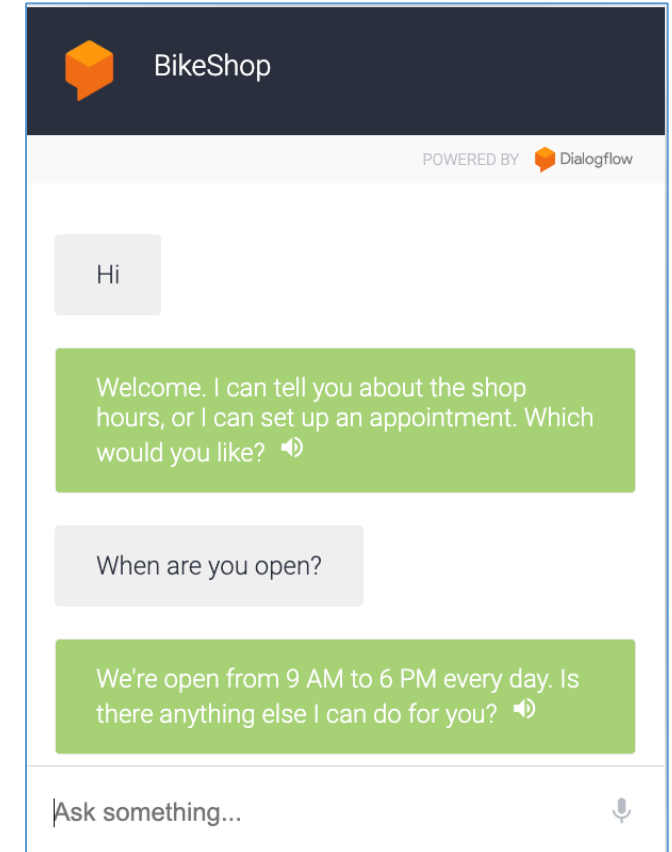 BikeShop
POWERED BY Dialogflow
Hi
Welcome. I can tell you about the shop
hours, or I can set up an appointment. Which
would you like?
When are you open?
We're open from 9 AM to 6 PM every day. Is
there anything else I can do for you?
Ask something...